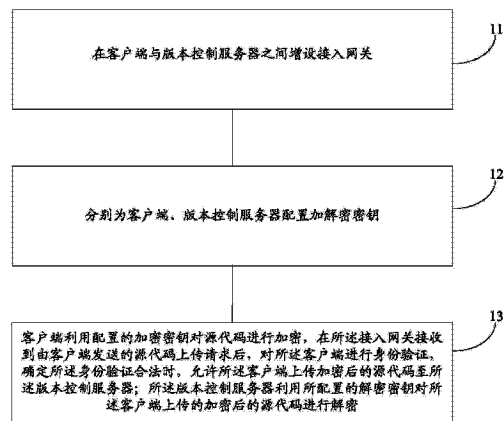 在客户端与版本控制服务器之间增设接入网关
11
分别为客户端、版本控制服务器配置加解密密钥
12
客户端利用配置的加密密钥对源代码进行加密，在所述接入网关接收
到由客户端发送的源代码上传请求后，对所述客户端进行身份验证，
确定所述身份验证合法时，允许所述客户端上传加密后的源代码至所
述版本控制服务器；所述版本控制服务器利用所配置的解密密钥对所
述客户端上传的加密后的源代码进行解密
13